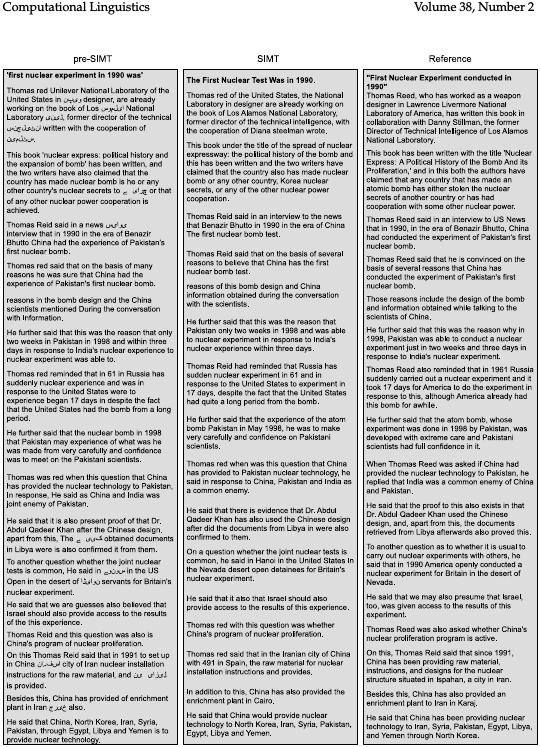 Computational Linguistics
Volume 38, Number 2
pre-SIMT
'first nuclear experiment in 1990 was'
Thomas red Unilever National Laboratory of the
United States in designer, are already
working on the book of Los National
Laboratory former director of the technical
written with the cooperation of
This book 'nuclear express: political history and
the expansion of bomb' has been written, and
the two writers have also claimed that the
country has made nuclear bomb is he or any
other country's nuclear secrets to or that
of any other nuclear power cooperation is
achieved.
Thomas Reid said in a news
interview that in 1990 in the era of Benazir
Bhutto China had the experience of Pakistan's
first nuclear bomb.
Thomas red said that on the basis of many
reasons he was sure that China had the
experience of Pakistan's first nuclear bomb.
reasons in the bomb design and the China
scientists mentioned During the conversation
with Information.
He further said that this was the reason that only
two weeks in Pakistan in 1998 and within three
days in response to India's nuclear experience to
nuclear experiment was able to.
Thomas reminded that in 61 in Russia has
suddenly nuclear experience and was in
response to the United States were to
experience began 17 days in despite the fact
that the United States had the bomb from a long
period.
He further said that the nuclear bomb in 1998
that Pakistan may experience of what was he
was made from very carefully and confidence
was to meet on the Pakistani scientists.
Thomas was red when this question that China
has provided the nuclear technology to Pakistan,
In response, He said as China and India was
joint enemy of Pakistan.
He said that it is also present proof of that Dr.
Abdul Qadeer Khan after the Chinese design,
apart from this, The obtained documents
in Libya were is also confirmed it from them.
To another question whether the joint nuclear
tests is common, He said in in the US
Open in the desert of servants for Britain's
nuclear experiment.
He said that we are guesses also believed that
Israel should also provide access to the results
of the this experience.
Thomas Reid and this question was also is
China's program of nuclear proliferation.
On this Thomas Reid said that in 1991 to set up
in China city of Iran nuclear installation
instructions for the raw material, and
is provided.
Besides this, China has provided of enrichment
plant in Iran also.
He said that China, North Korea, Iran, Syria,
Pakistan, through Egypt, Libya and Yemen is to
provide nuclear technology.
SIMT
The First Nuclear Test Was in 1990.
Thomas red of the United States, the National
Laboratory in designer are already working on
the book of Los Alamos National Laboratory,
former director of the technical intelligence, with
the cooperation of Diana steelman wrote.
This book under the title of the spread of nuclear
expressway: the political history of the bomb and
this has been written and the two writers have
claimed that the country also has made nuclear
bomb or any other country, Korea nuclear
secrets, or any of the other nuclear power
cooperation.
Thomas Reid said in an interview to the news
that Benazir Bhutto in 1990 in the era of China
The first nuclear bomb test.
Thomas Reid said that on the basis of several
reasons to believe that China has the first
nuclear bomb test.
reasons of this bomb design and China
information obtained during the conversation
with the scientists.
He further said that this was the reason that
Pakistan only two weeks in 1998 and was able
to nuclear experiment in response to India's
nuclear experience within three days.
Thomas Reid had reminded that Russia has
sudden nuclear experiment in 61 and in
response to the United States to experiment in
17 days, despite the fact that the United States
had quite a long period from the bomb.
He further said that the experience of the atom
bomb Pakistan in May 1998, he was to make
very carefully and confidence on Pakistani
scientists.
Thomas red when this question that China
has provided to Pakistan nuclear technology, he
said in response to China, Pakistan and India as
a common enemy.
He said that there is evidence that Dr. Abdul
Qadeer Khan has also used the Chinese design
after did the documents from Libya in were also
confirmed to them.
On a question whether the joint nuclear tests is
common, he said in Hanoi in the United States in
the Nevada desert open detainees for Britain's
nuclear experiment.
He said that it also that Israel should also
provide access to the results of this experience.
Thomas red with this question was whether
China's program of nuclear proliferation.
Thomas red said that in the Iranian city of China
with 491 in Spain, the raw material for nuclear
installation instructions and provides.
In addition to this, China has also provided the
enrichment plant in Cairo.
He said that China would provide nuclear
technology to North Korea, Iran, Syria, Pakistan,
Egypt, Libya and Yemen.
Reference
"First Nuclear Experiment conducted in
1990"
Thomas Reed, who has worked as a weapon
designer in Lawrence Livermore National
Laboratory of America, has written this book in
collaboration with Danny Stillman, the former
Director of Technical Intelligence of Los Alamos
National Laboratory.
This book has been written with the title 'Nuclear
Express: A Political History of the Bomb And its
Proliferation,' and in this both the authors have
claimed that any country that has made an
atomic bomb has either stolen the nuclear
secrets of another country or has had
cooperation with some other nuclear power.
Thomas Reed said in an interview to US News
that in 1990, in the era of Benazir Bhutto, China
had conducted the experiment of Pakistan's first
nuclear bomb.
Thomas Reed said that he is convinced on the
basis of several reasons that China has
conducted the experiment of Pakistan's first
nuclear bomb.
Those reasons include the design of the bomb
and information obtained while talking to the
scientists of China.
He further said that this was the reason why in
1998, Pakistan was able to conduct a nuclear
experiment just in two weeks and three days in
response to India's nuclear experiment.
Thomas Reed also reminded that in 1961 Russia
suddenly carried out a nuclear experiment and it
took 17 days for America to do the experiment in
response to this, although America already had
this bomb for awhile.
He further said that the atom bomb, whose
experiment was done in 1998 by Pakistan, was
developed with extreme care and Pakistani
scientists had full confidence in it.
When Thomas Reed was asked if China had
provided the nuclear technology to Pakistan, he
replied that India was a common enemy of China
and Pakistan.
He said that the proof to this also exists in that
Dr. Abdul Qadeer Khan used the Chinese
design, and, apart from this, the documents
retrieved from Libya afterwards also proved this.
To another question as to whether it is usual to
carry out nuclear experiments with others, he
said that in 1990 America openly conducted a
nuclear experiment for Britain in the desert of
Nevada.
He said that we may also presume that Israel,
too, was given access to the results of this
experiment.
Thomas Reed was also asked whether China's
nuclear proliferation program is active.
On this, Thomas Reed said that since 1991,
China has been providing raw material,
instructions, and designs for the nuclear
structure situated in Ispahan, a city in Iran.
Besides this, China has also provided an
enrichment plant to Iran in Karaj.
He said that China has been providing nuclear
technology to Iran, Syria, Pakistan, Egypt, Libya,
and Yemen through North Korea.